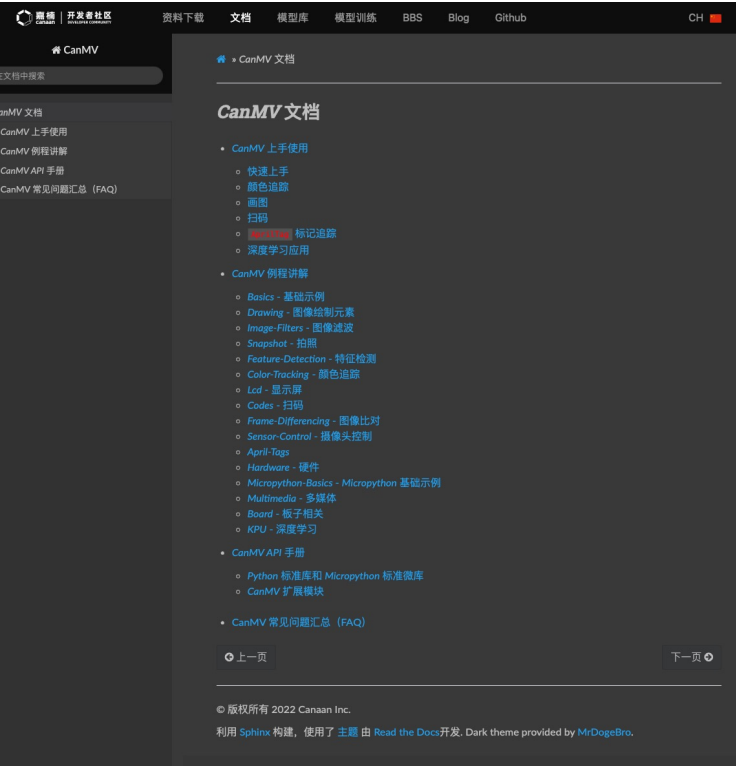 嘉楠 | 开发者社区
Canaan DEVELOPER COMMUNITY
资料下载 文档 模型库 模型训练 BBS Blog Github CH
CanMV
在文档中搜索
CanMV 文档
CanMV 上手使用
CanMV 例程讲解
CanMV API 手册
CanMV 常见问题汇总（FAQ）
» CanMV 文档
CanMV 文档
CanMV 上手使用
快速上手
颜色追踪
画图
扫码
标记追踪
深度学习应用
CanMV 例程讲解
Basics - 基础示例
Drawing - 图像绘制元素
Image-Filters - 图像滤波
Snapshot - 拍照
Feature-Detection - 特征检测
Color-Tracking - 颜色追踪
Lcd - 显示屏
Codes - 扫码
Frame-Differencing - 图像比对
Sensor-Control - 摄像头控制
April-Tags
Hardware - 硬件
Micropython-Basics - Micropython 基础示例
Multimedia - 多媒体
Board - 板子相关
KPU - 深度学习
CanMV API 手册
Python 标准库和 Micropython 标准微库
CanMV 扩展模块
CanMV 常见问题汇总（FAQ）
上一页 下一页
© 版权所有 2022 Canaan Inc.
利用 Sphinx 构建，使用了 主题 由 Read the Docs开发. Dark theme provided by MrDogeBro.